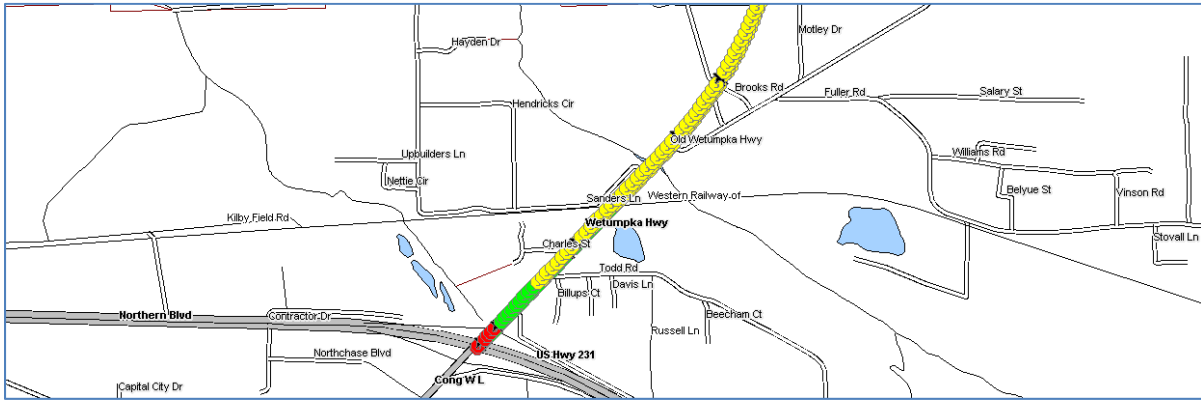 Motley Dr
Hayden Dr
Brooks Rd
Fuller Rd
Salary St
Hendricks Cir
Old Wetumpka Hwy
Upbuilders Ln
Williams Rd
Nettie Cir
Belyue St
Vinson Rd
Sanders Ln
Western Railway of
Kilby Field Rd
Wetumpka Hwy
Stovall Ln
Charles St
Todd Rd
Davis Ln
Billups Ct
Northern Blvd
Contractor Dr
Beecham Ct
Russell Ln
Northchase Blvd
US Hwy 231
Cong W L
Capital City Dr